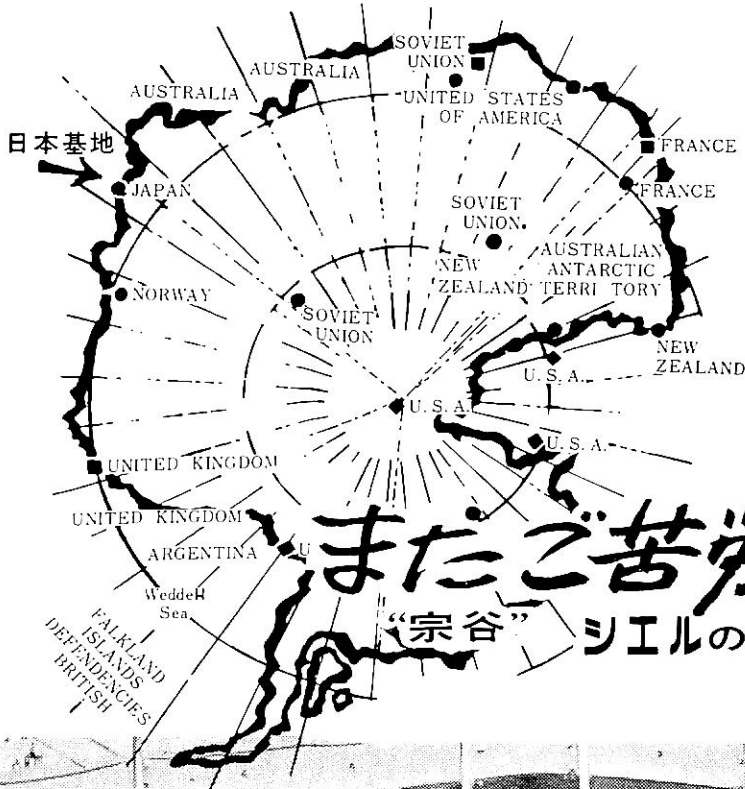 SOVIET
UNION
AUSTRALIA
AUSTRALIA
UNITED STATES
OF AMERICA
日本基地
FRANCE
JAPAN
FRANCE
SOVIET
UNION
AUSTRALIAN
ANTARCTIC
TERRI TORY
NEW
ZEALAND
NORWAY
SOVIET
UNION
NEW
ZEALAND
U.S.A.
U.S.A.
U.S.A.
UNITED KINGDOM
UNITED KINGDOM
ARGENTINA
U
Weddell
Sea
FALKLAND
ISLANDS
DEFENDENCIES
BRITISH
まだご苦労
“宗谷”
シエルの